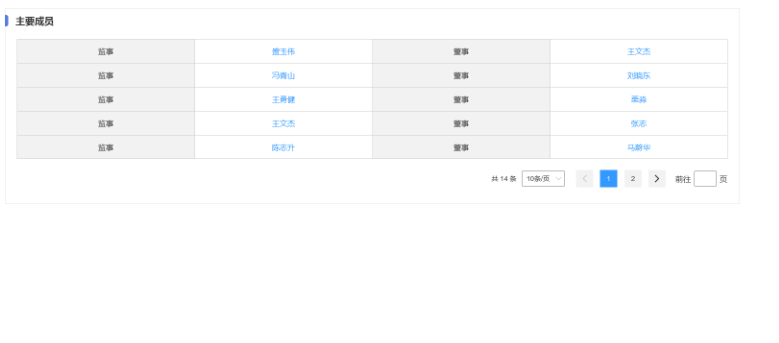 主要成员
监事 擅玉伟 董事 王文杰
监事 冯青山 董事 刘晓东
监事 王勇健 董事 栗淼
监事 王文杰 董事 张志
监事 陈志升 董事 马朝华
共 14 条 10条/页 1 2 前往 页